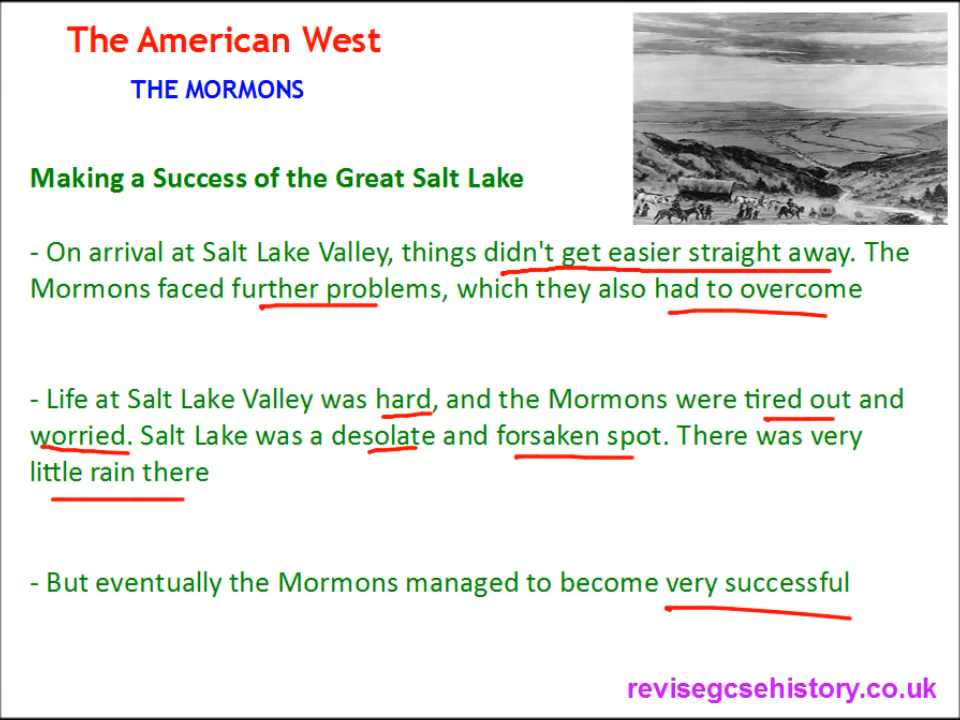 The American West
THE MORMONS
Making a Success of the Great Salt Lake
- On arrival at Salt Lake Valley, things didn't get easier straight away. The
Mormons faced further problems, which they also had to overcome
- Life at Salt Lake Valley was hard, and the Mormons were tired out and
worried. Salt Lake was a desolate and forsaken spot. There was very
little rain there
- But eventually the Mormons managed to become very successful
revisegcsehistory.co.uk